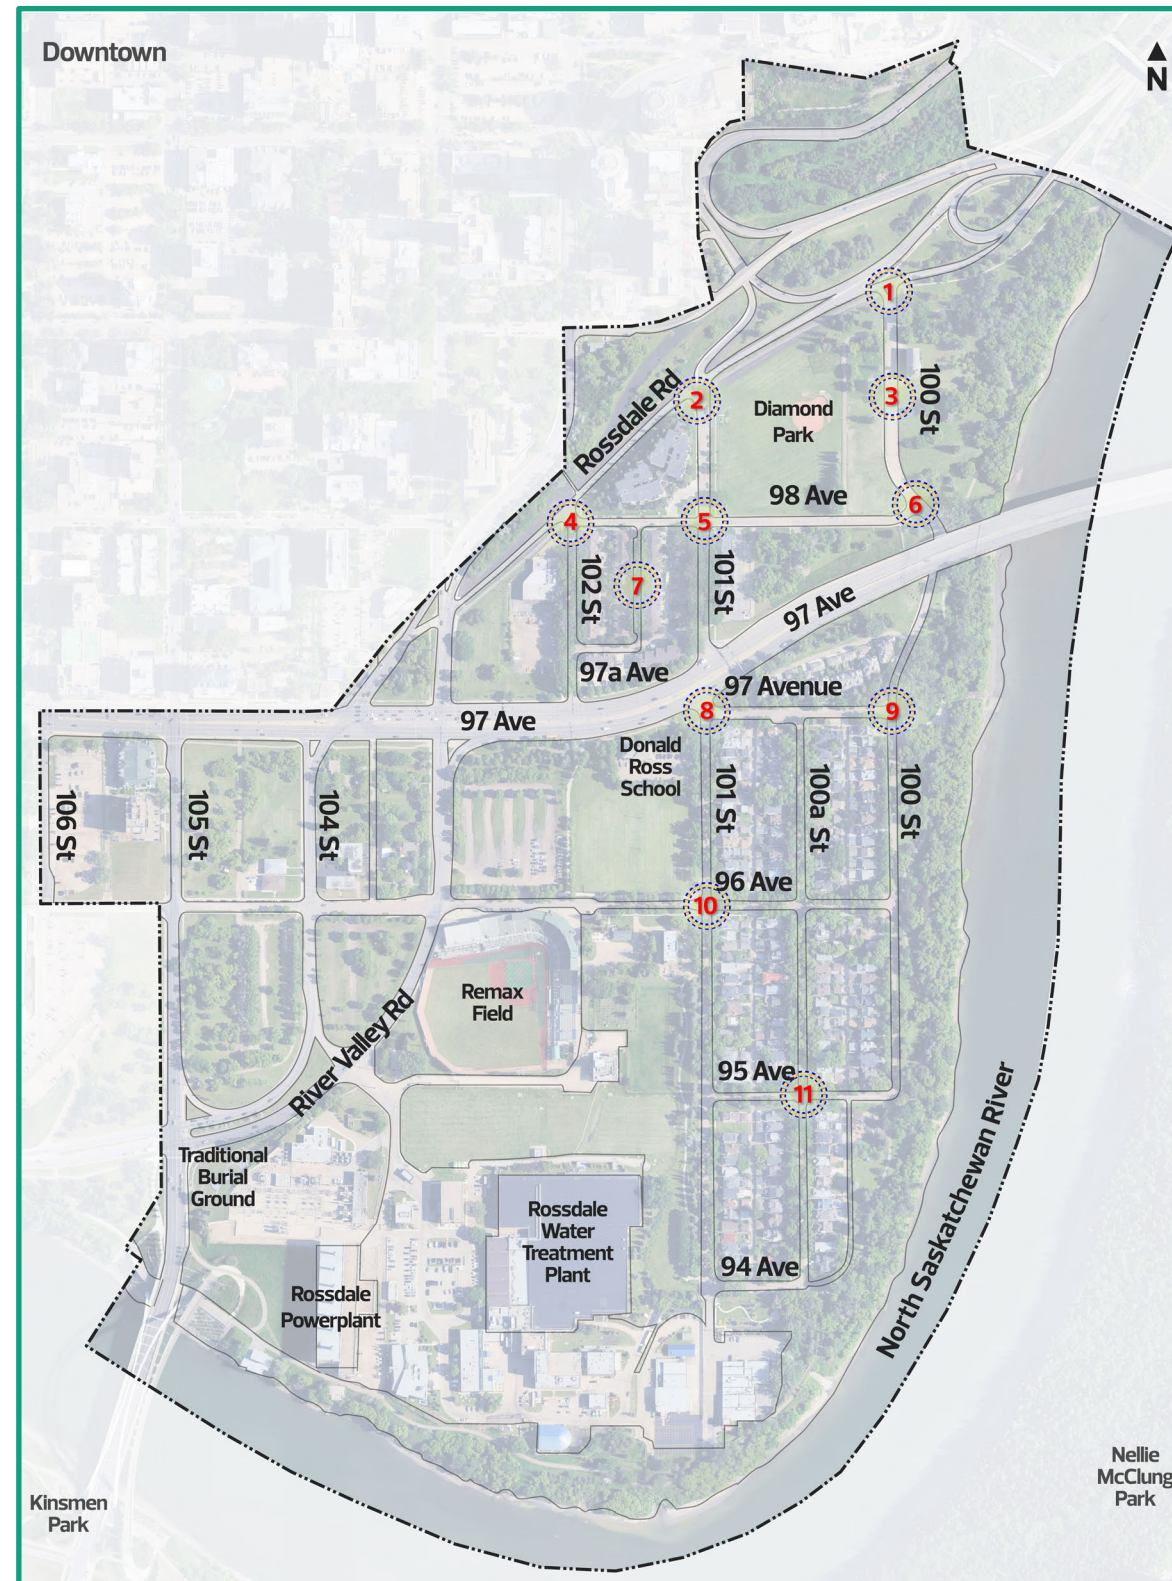 Downtown
N
1
2
Rossdale Rd
3
100 St
Diamond
Park
98 Ave
6
4
5
102 St
7
101 St
97 Ave
97a Ave
97 Avenue
97 Ave
8
9
Donald
Ross
School
106 St
105 St
104 St
101 St
100a St
100 St
96 Ave
10
Remax
Field
River Valley Rd
95 Ave
11
Traditional
Burial
Ground
Rossdale
Water
Treatment
Plant
94 Ave
Rossdale
Powerplant
North Saskatchewan River
Nellie
McClung
Park
Kinsmen
Park